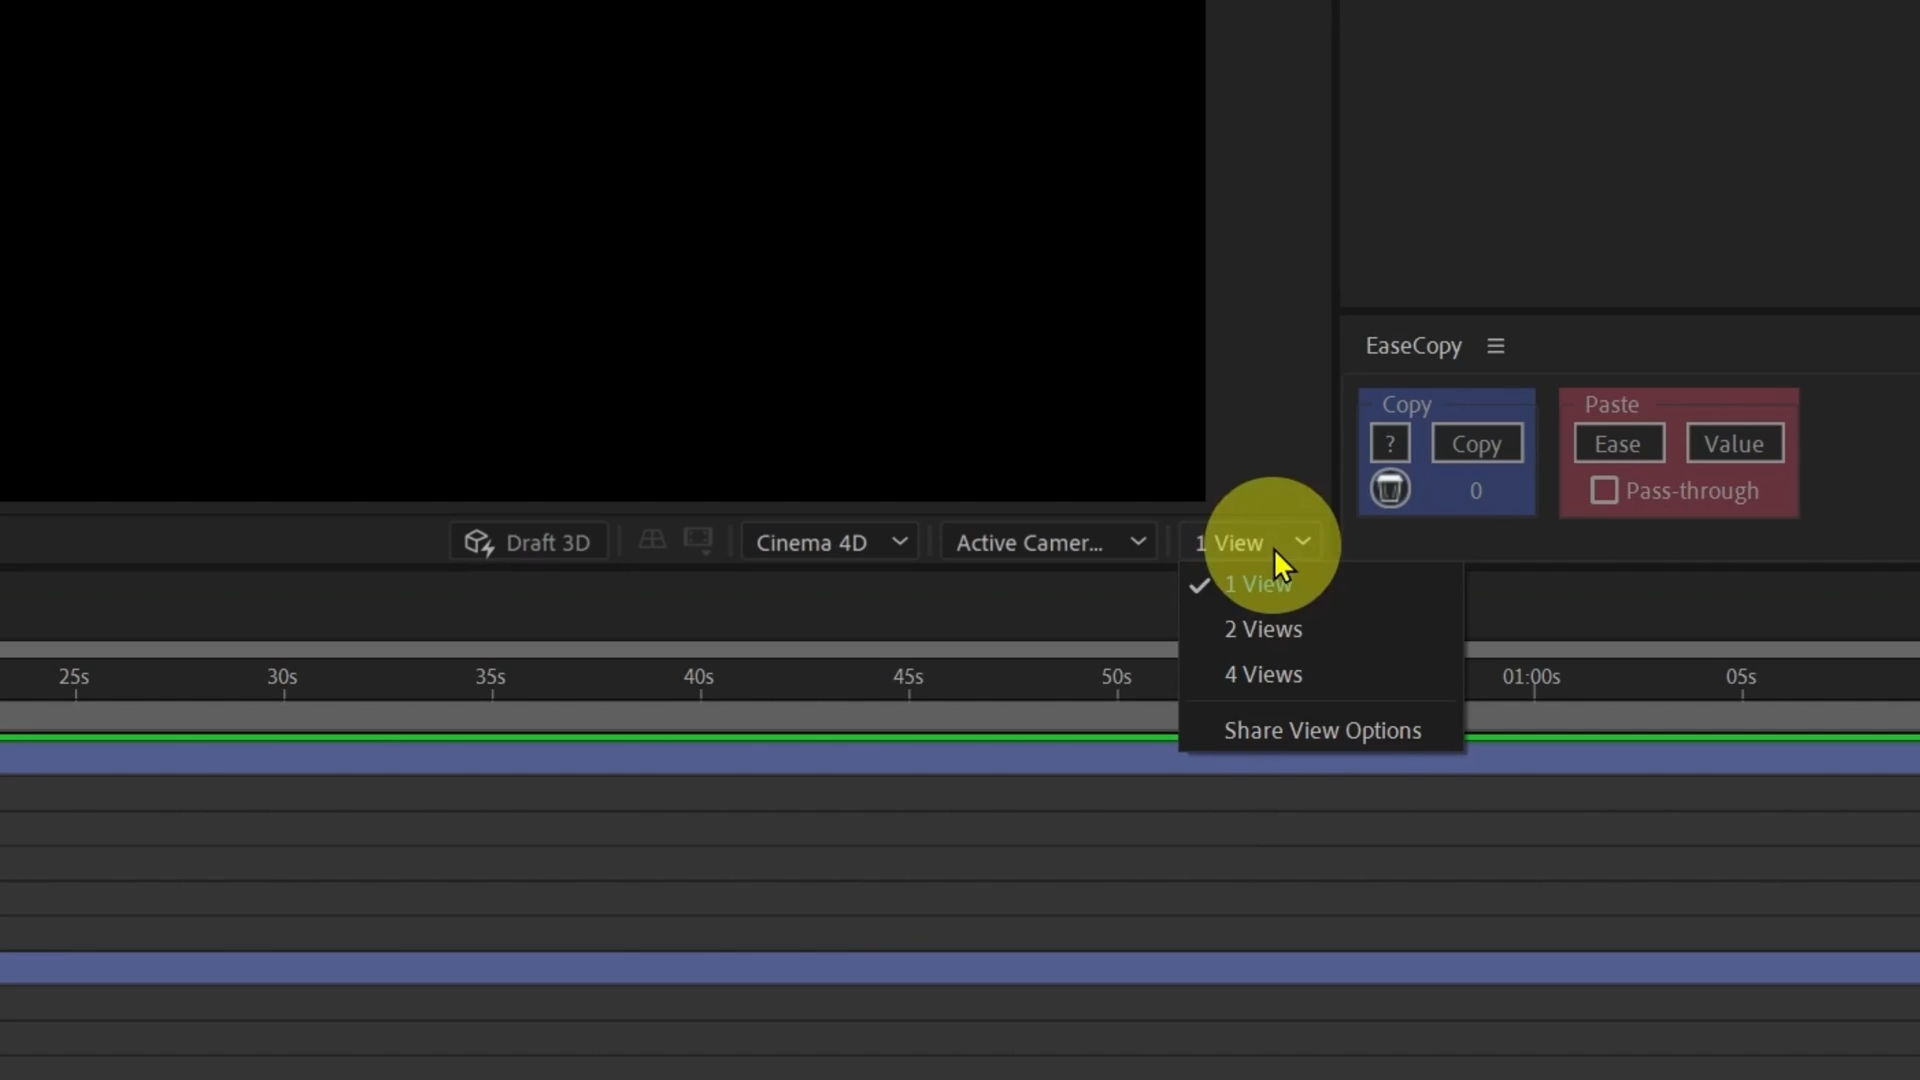 EaseCopy
Copy
Paste
?
Copy
Ease
Value
0
Pass-through
Draft 3D
Cinema 4D
Active Camer...
1 View
1 View
2 Views
4 Views
Share View Options
25s
30s
35s
40s
45s
50s
01:00s
05s